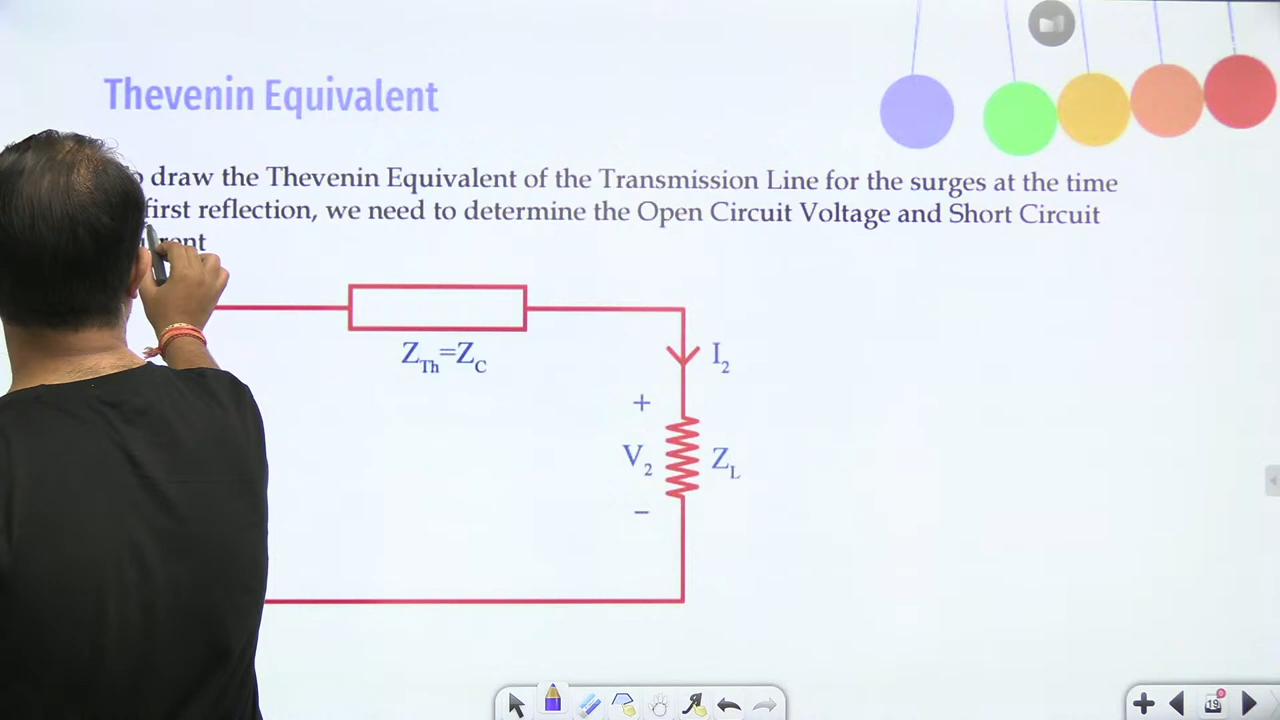 Thevenin Equivalent
draw the Thevenin Equivalent of the Transmission Line for the surges at the time
first reflection, we need to determine the Open Circuit Voltage and Short Circuit
Z_Th=Z_C
I_2
+
V_2
Z_L
−
19